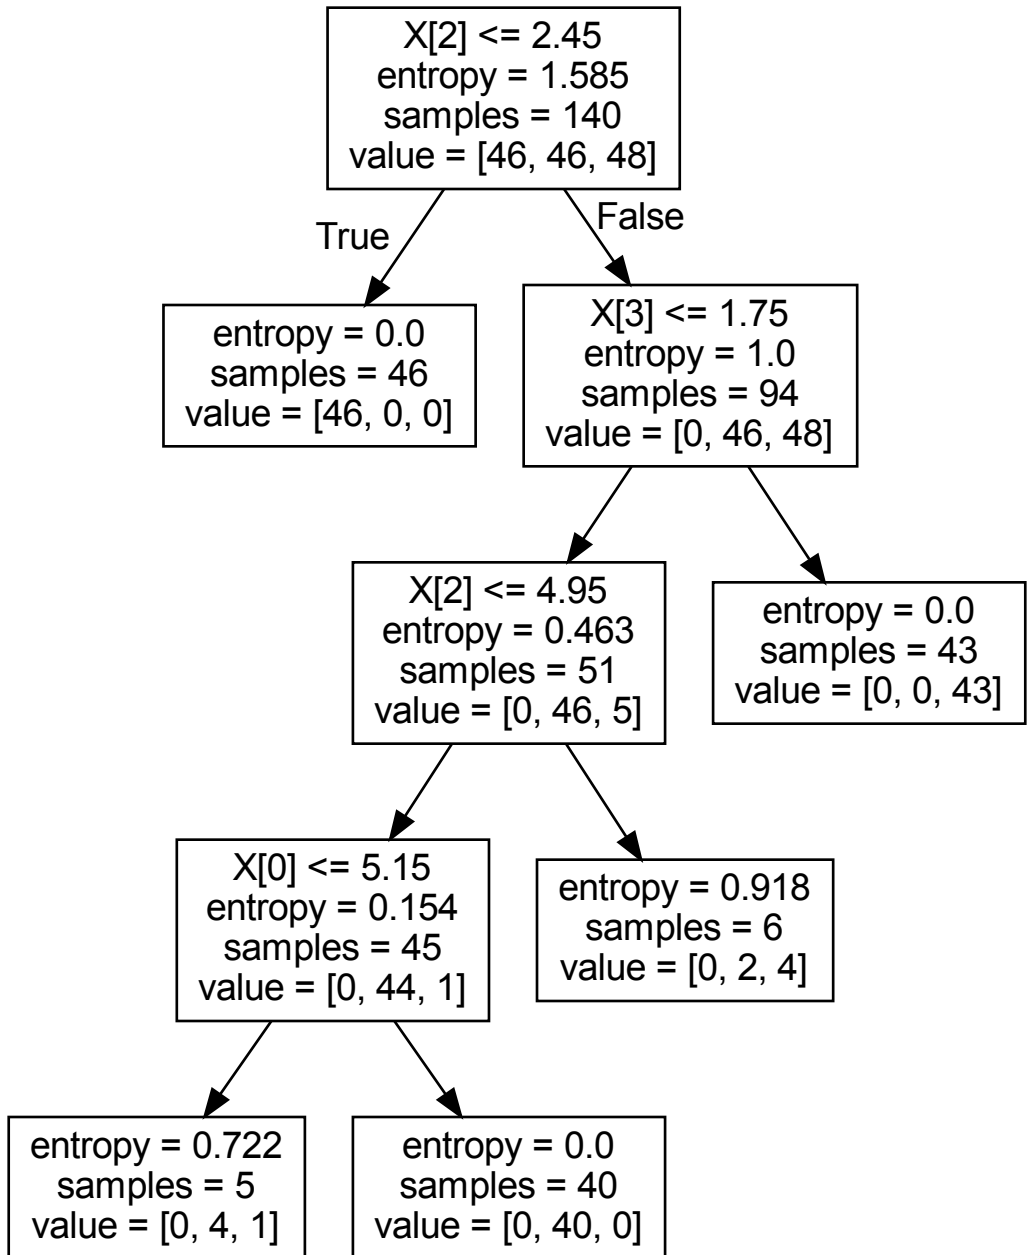 X[2] <= 2.45
entropy = 1.585
samples = 140
value = [46, 46, 48]
True
False
entropy = 0.0
samples = 46
value = [46, 0, 0]
X[3] <= 1.75
entropy = 1.0
samples = 94
value = [0, 46, 48]
X[2] <= 4.95
entropy = 0.463
samples = 51
value = [0, 46, 5]
entropy = 0.0
samples = 43
value = [0, 0, 43]
X[0] <= 5.15
entropy = 0.154
samples = 45
value = [0, 44, 1]
entropy = 0.918
samples = 6
value = [0, 2, 4]
entropy = 0.722
samples = 5
value = [0, 4, 1]
entropy = 0.0
samples = 40
value = [0, 40, 0]